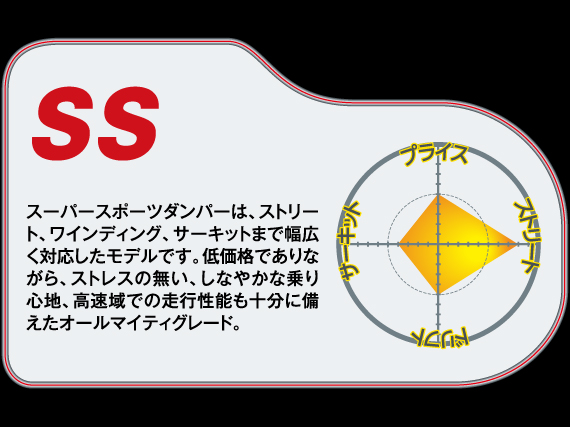 SS
スーパースポーツダンパーは、ストリー
ト、ワインディング、サーキットまで幅広
く対応したモデルです。低価格でありな
がら、ストレスの無い、しなやかな乗り
心地、高速域での走行性能も十分に備
えたオールマイティグレード。
プライス
ストリート
ドリフト
サーキット